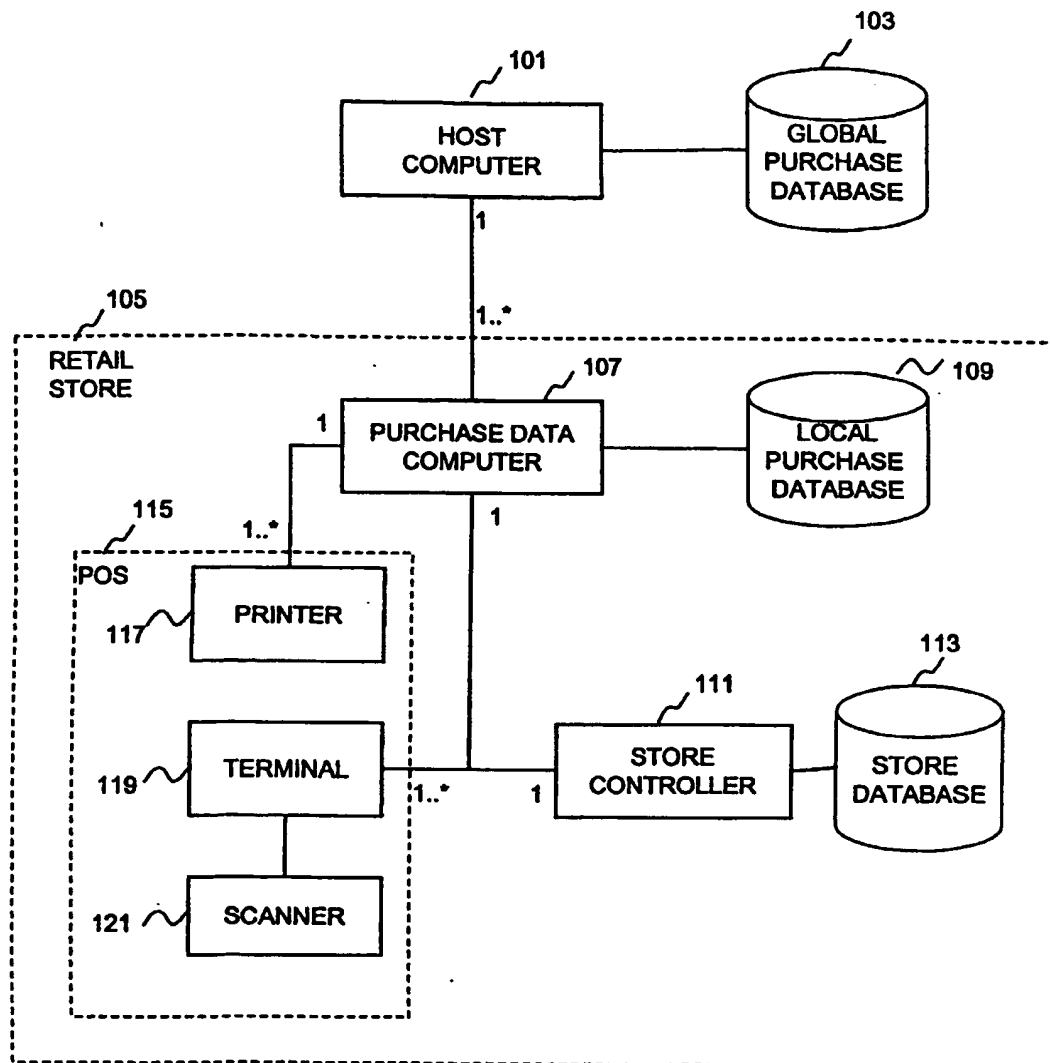 103
101
HOST
COMPUTER
GLOBAL
PURCHASE
DATABASE
1
105
1..*
RETAIL
STORE
107
109
1
PURCHASE DATA
COMPUTER
LOCAL
PURCHASE
DATABASE
115
1..*
1
POS
PRINTER
117
113
111
TERMINAL
STORE
CONTROLLER
STORE
DATABASE
119
1..*
1
121
SCANNER